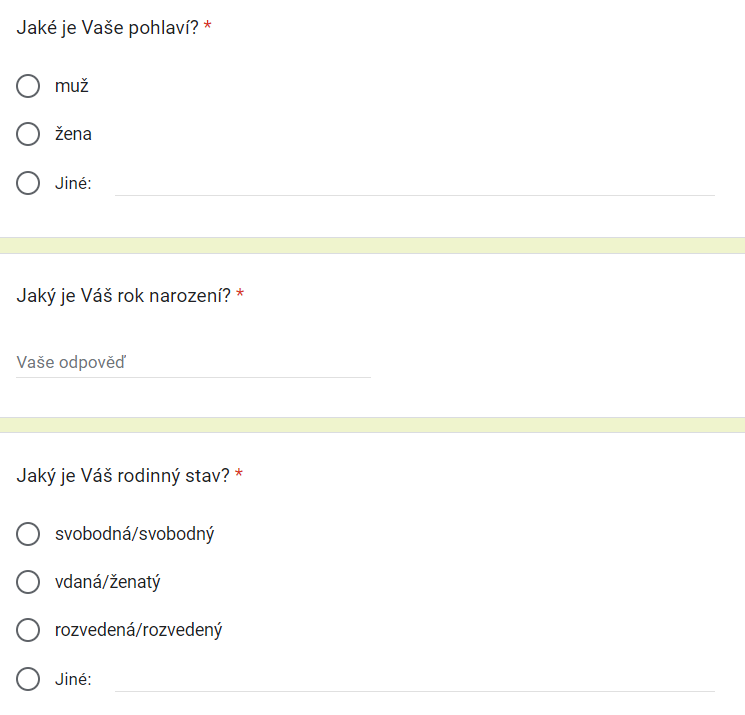 Jaké je Vaše pohlaví? *
muž
žena
Jiné:
Jaký je Váš rok narození? *
Vaše odpověď
Jaký je Váš rodinný stav? *
svobodná/svobodný
vdaná/ženatý
rozvedená/rozvedený
Jiné: